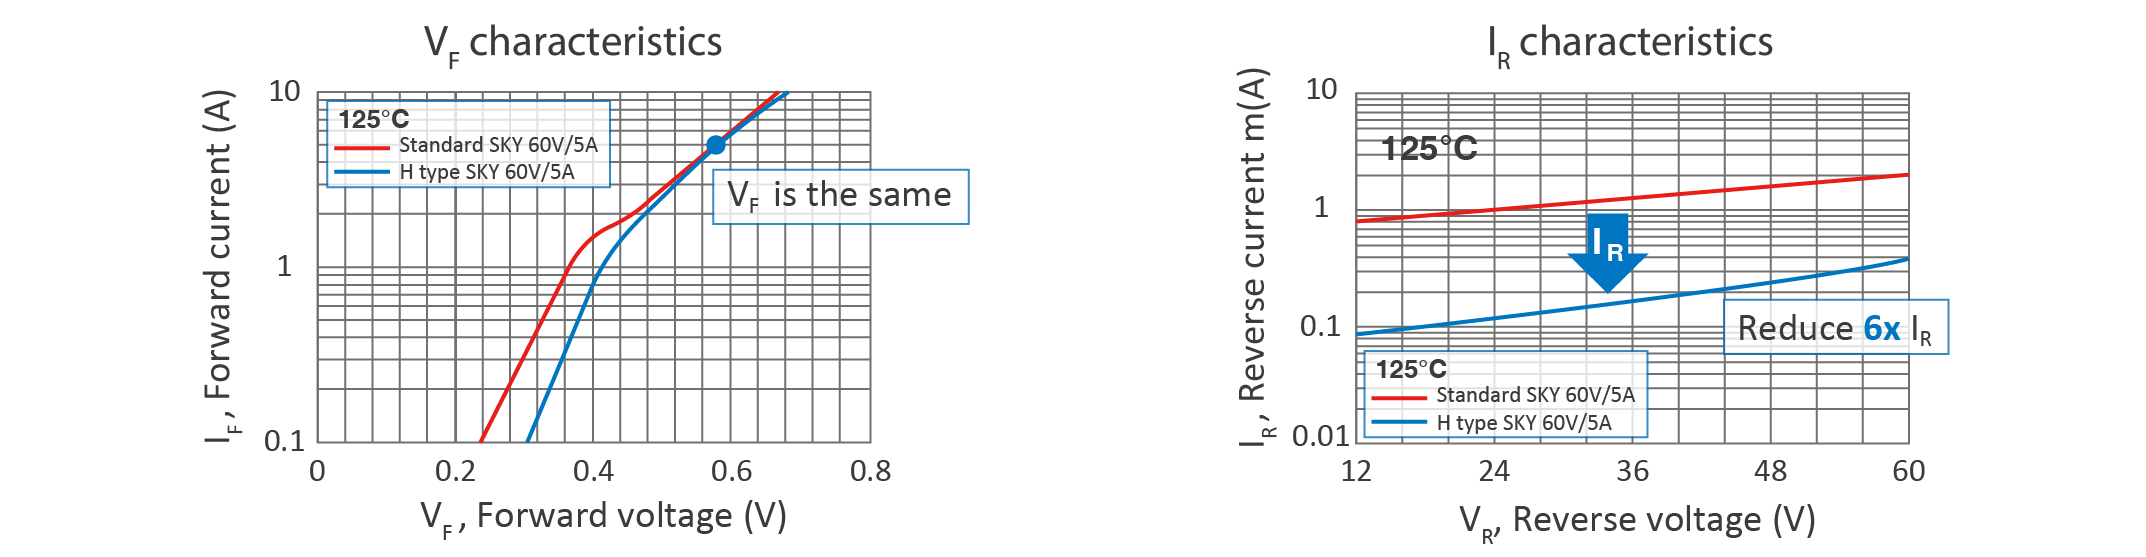 VF characteristics
IF, Forward current (A)
10
1
0.1
125°C
Standard SKY 60V/5A
H type SKY 60V/5A
VF is the same
0 0.2 0.4 0.6 0.8
VF, Forward voltage (V)
IR characteristics
IR, Reverse current m(A)
10
1
0.1
0.01
125°C
IR
Reduce 6x IR
125°C
Standard SKY 60V/5A
H type SKY 60V/5A
12 24 36 48 60
VR, Reverse voltage (V)